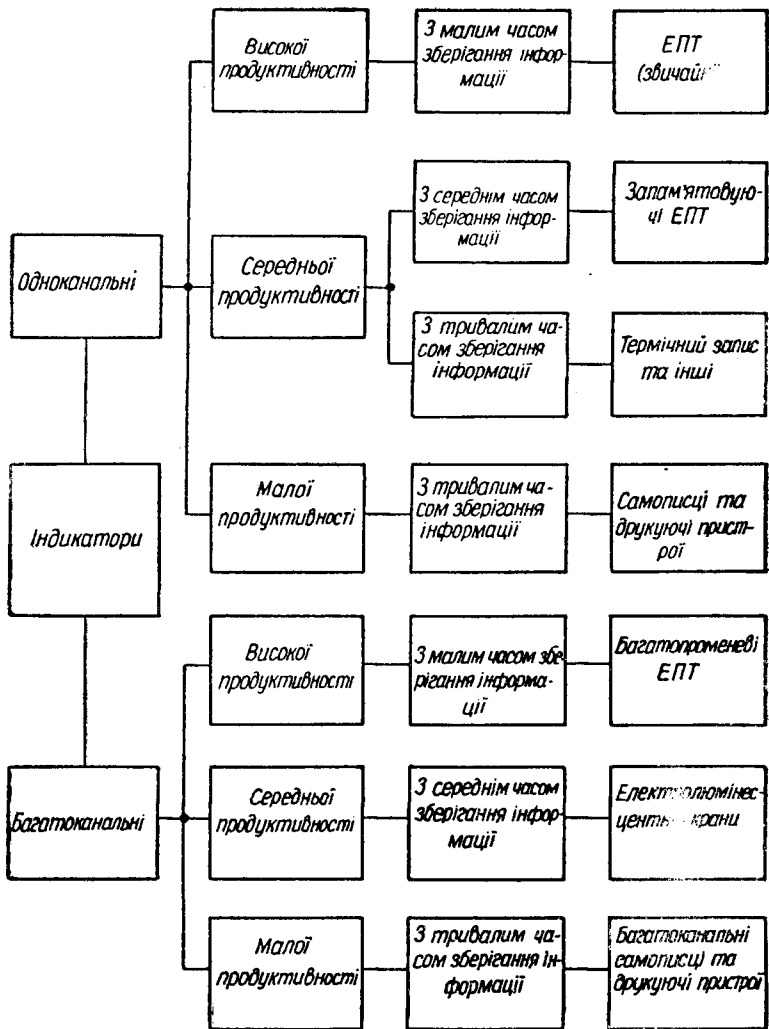 Високої
продуктивності
З малим часом
зберігання інфор-
мації
ЕПТ
З середнім часом
зберігання інфор-
мації
Запам'ятовую-
чі ЕПТ
Одноканальні
Середньої
продуктивності
З тривалим ча-
сом зберігання
інформації
Термічний запис
та інші
Індикатори
Малої
продуктивності
З тривалим ча-
сом зберігання
інформації
Самописці та
друкуючі прист-
рої
Високої
продуктивності
З малим часом збе-
рігання інформа-
ції
Багатопроменеві
ЕПТ
Багатоканальні
Середньої
продуктивності
З середнім часом
зберігання інфор-
мації
Електролюмінес-
Малої
продуктивності
З тривалим ча-
сом зберігання ін-
формації
Багатоканальні
самописці та
друкуючі пристрої